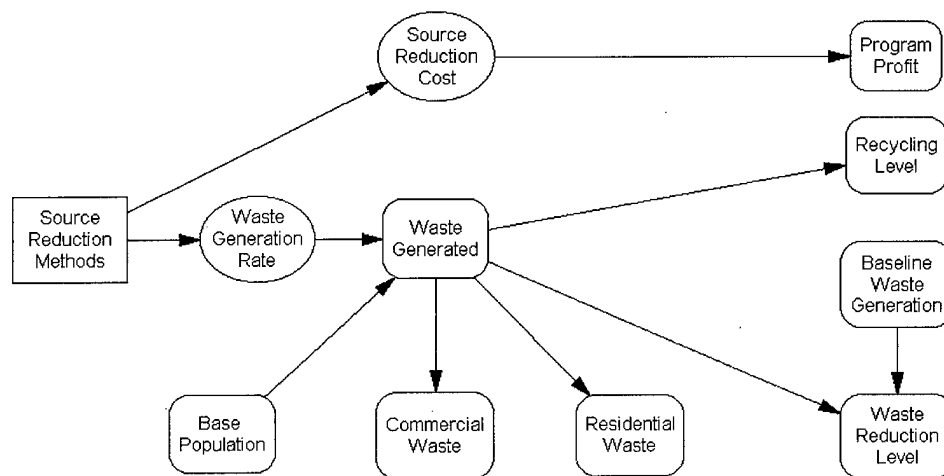 Source
Reduction
Cost
Program
Profit
Recycling
Level
Source
Reduction
Methods
Waste
Generation
Rate
Waste
Generated
Baseline
Waste
Generation
Base
Population
Commercial
Waste
Residential
Waste
Waste
Reduction
Level